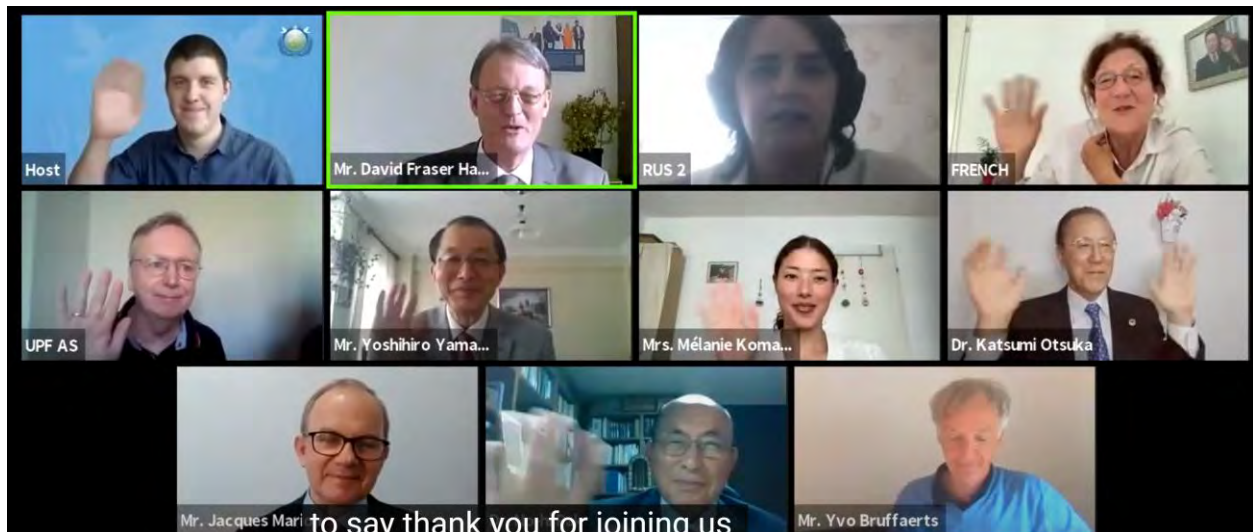 Host
Mr. David Fraser Ha...
RUS 2
FRENCH
UPF AS
Mr. Yoshihiro Yama...
Mrs. Mélanie Koma...
Dr. Katsumi Otsuka
Mr. Jacques Mari
Mr. Yvo Bruffaerts
to say thank you for joining us